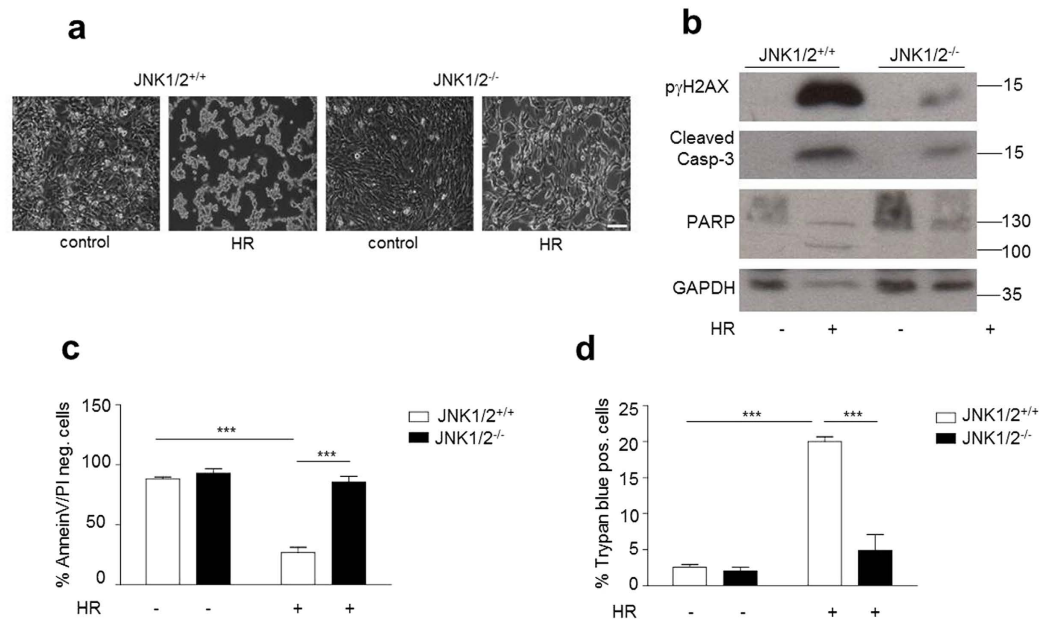 a
JNK1/2+/+ JNK1/2-/-
control HR control HR
b
JNK1/2+/+ JNK1/2-/-
pγH2AX 15
Cleaved
Casp-3 15
PARP 130
100
GAPDH 35
HR - + - +
c
150
100
50
0
% AnneinV/PI neg. cells
*** ***
JNK1/2+/+
JNK1/2-/-
HR - - + +
d
25
20
15
10
5
0
% Trypan blue pos. cells
*** ***
JNK1/2+/+
JNK1/2-/-
HR - - + +